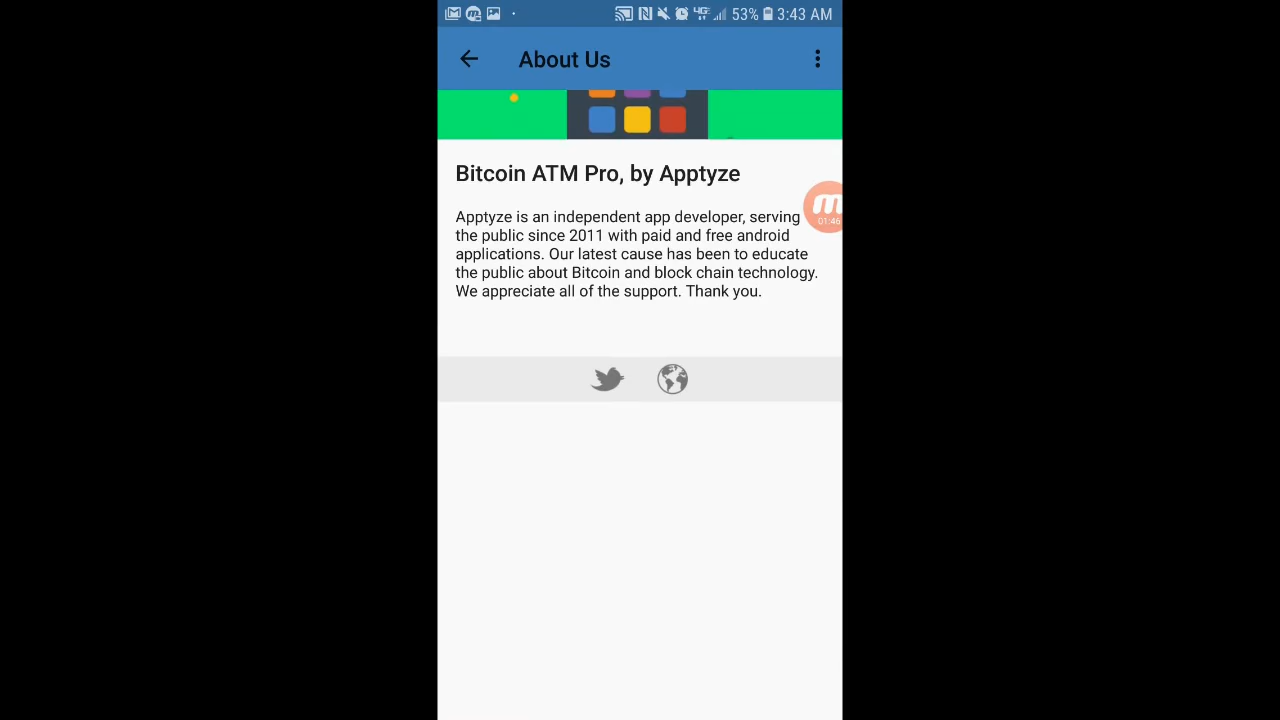 53% 3:43 AM
About Us
Bitcoin ATM Pro, by Apptyze
Apptyze is an independent app developer, serving
the public since 2011 with paid and free android
applications. Our latest cause has been to educate
the public about Bitcoin and block chain technology.
We appreciate all of the support. Thank you.
01:46